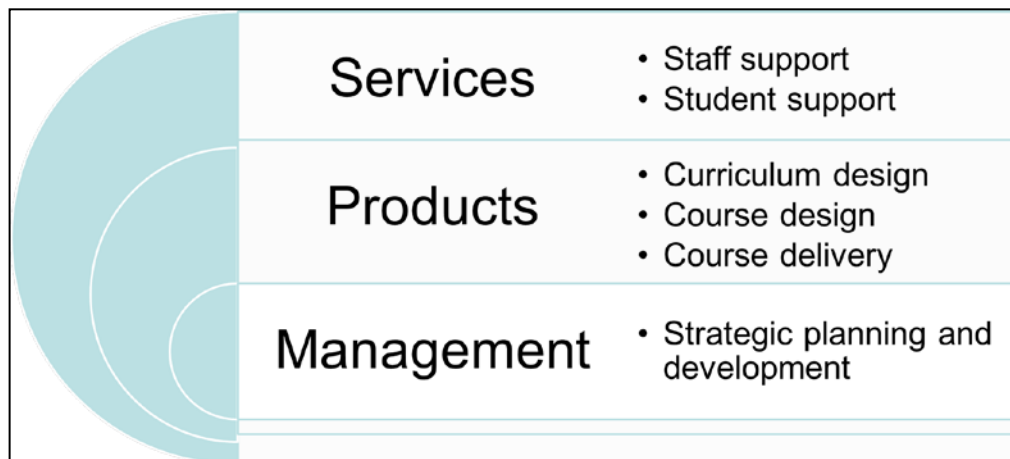 Services
• Staff support
• Student support
Products
• Curriculum design
• Course design
• Course delivery
Management
• Strategic planning and
development